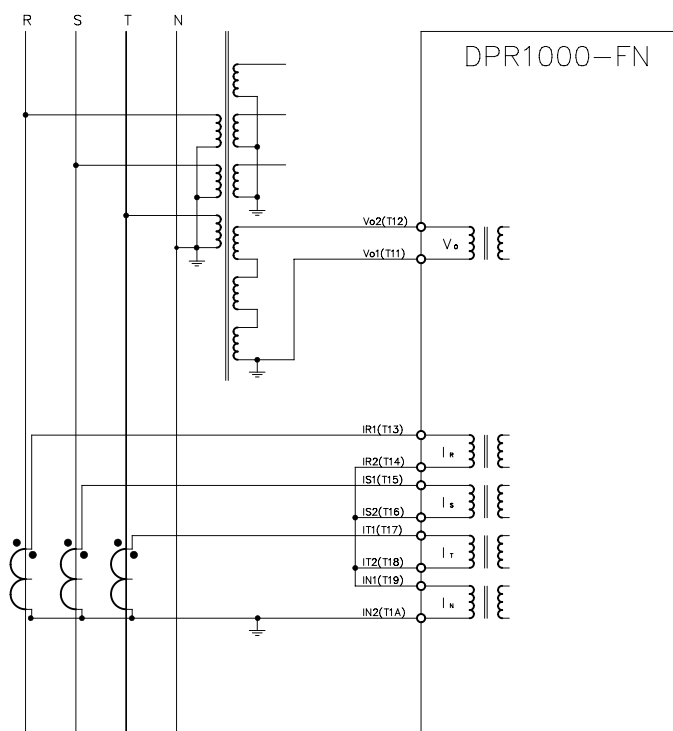 R S T N
DPR1000-FN
Vo2(T12)
Vo
Vo1(T11)
IR1(T13)
IR
IR2(T14)
IS1(T15)
IS
IS2(T16)
IT1(T17)
IT
IT2(T18)
IN1(T19)
IN
IN2(T1A)